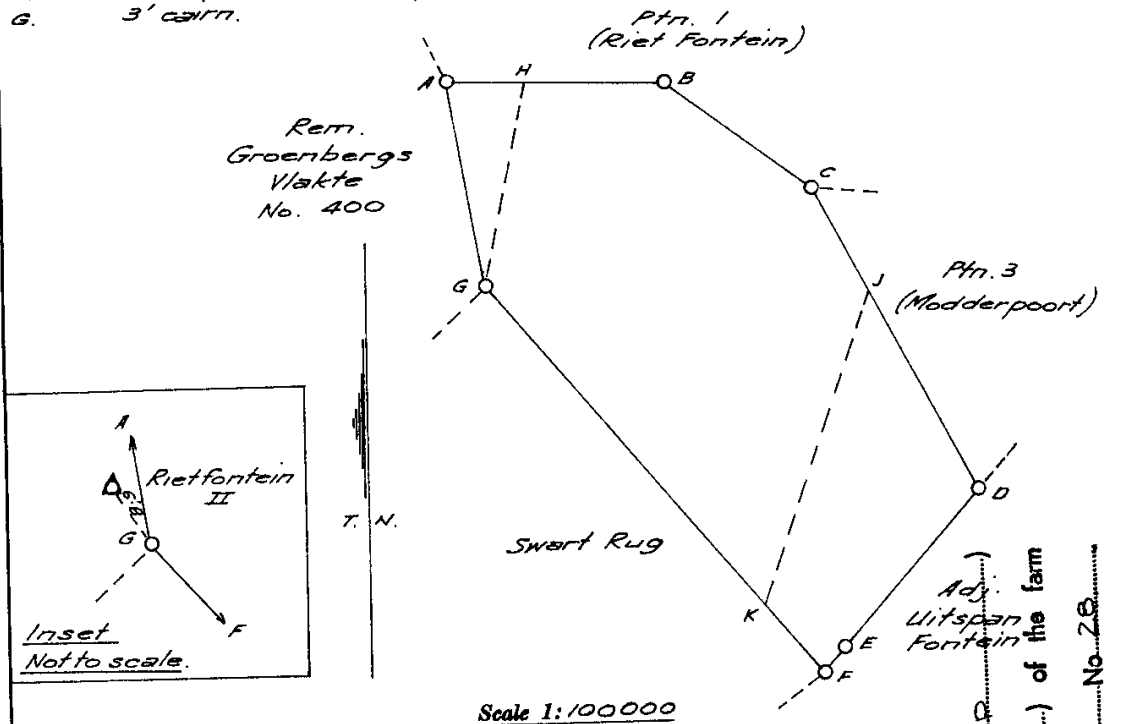 G. 3' cairn.
Ptn. 1
(Riet Fontein)
A
H
B
Rem.
Groenbergs
Vlakte
No. 400
C
G
J
Ptn. 3
(Modderpoort)
A
Rietfontein
II
G
F
Inset
Not to scale.
T. N.
Swart Rug
D
K
E
F
Adj.
Uitspan
Fontein
) of the farm
No 28
Scale 1:100000